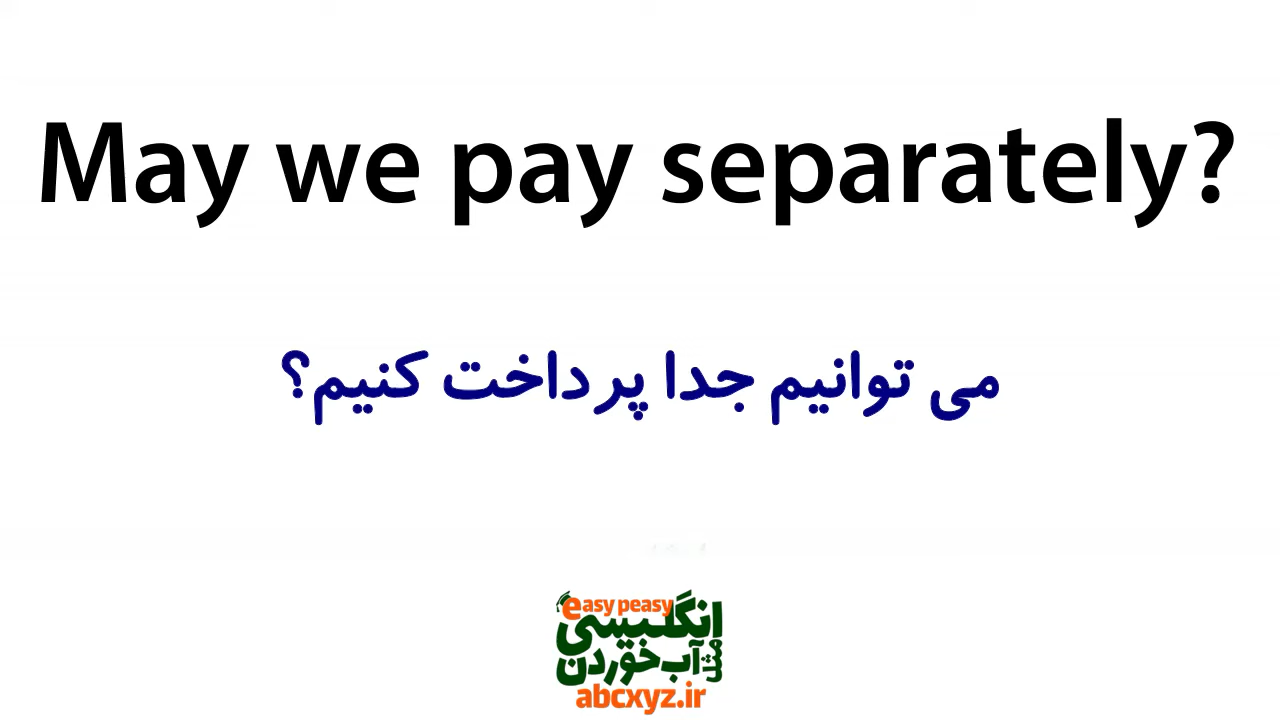 May we pay separately?
می توانیم جدا پرداخت کنیم؟
easy peasy
انگلیسی
مثل آب خوردن
abcxyz.ir